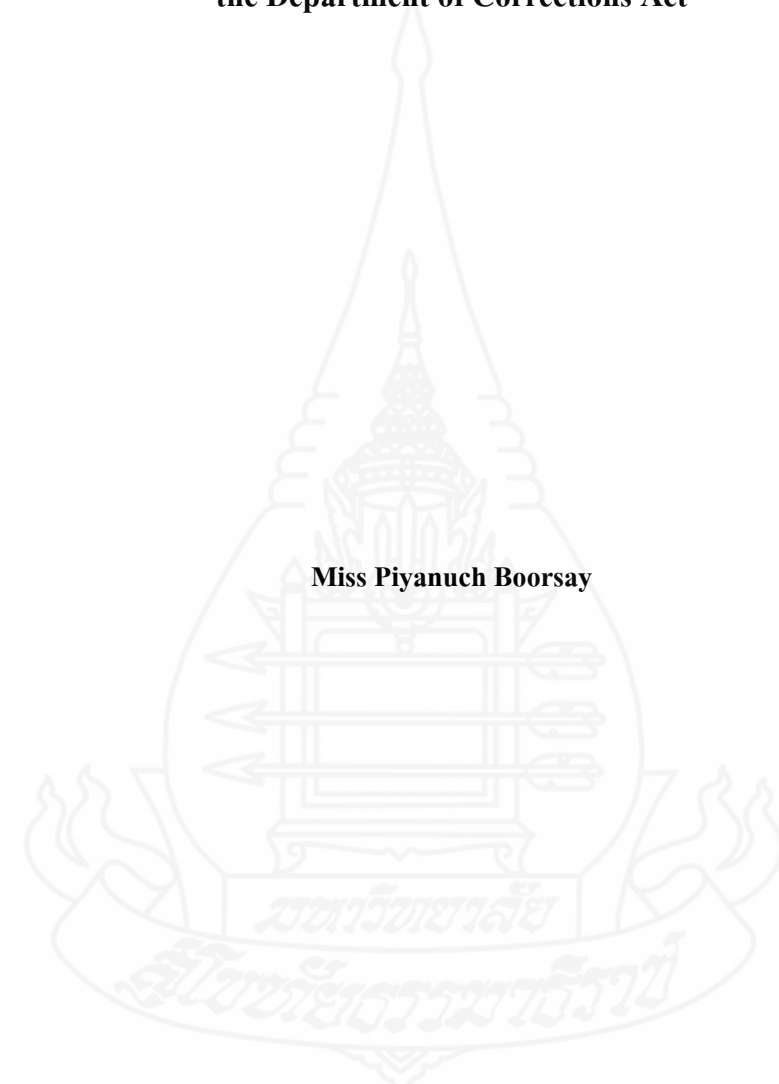 the Department of Corrections Act
Miss Piyanuch Boorsay
มหาวิทยาลัย
สุโขทัยธรรมาธิราช